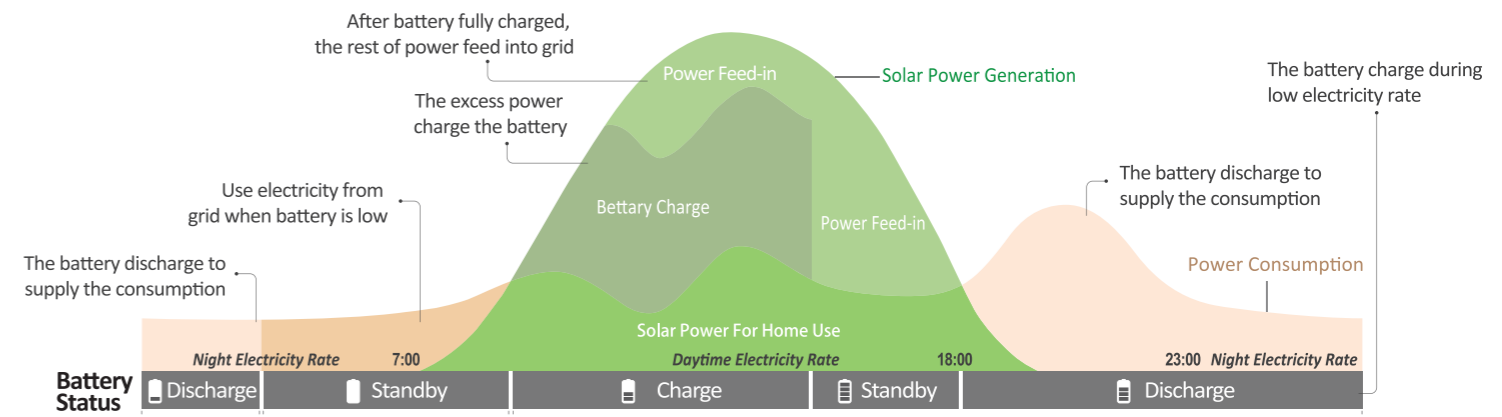 After battery fully charged,
the rest of power feed into grid
Power Feed-in
Solar Power Generation
The battery charge during
low electricity rate
The excess power
charge the battery
The battery discharge to
supply the consumption
Use electricity from
grid when battery is low
Bettary Charge
Power Feed-in
The battery discharge to
supply the consumption
Power Consumption
Solar Power For Home Use
Night Electricity Rate 7:00 Daytime Electricity Rate 18:00 23:00 Night Electricity Rate
Battery
Status
Discharge Standby Charge Standby Discharge